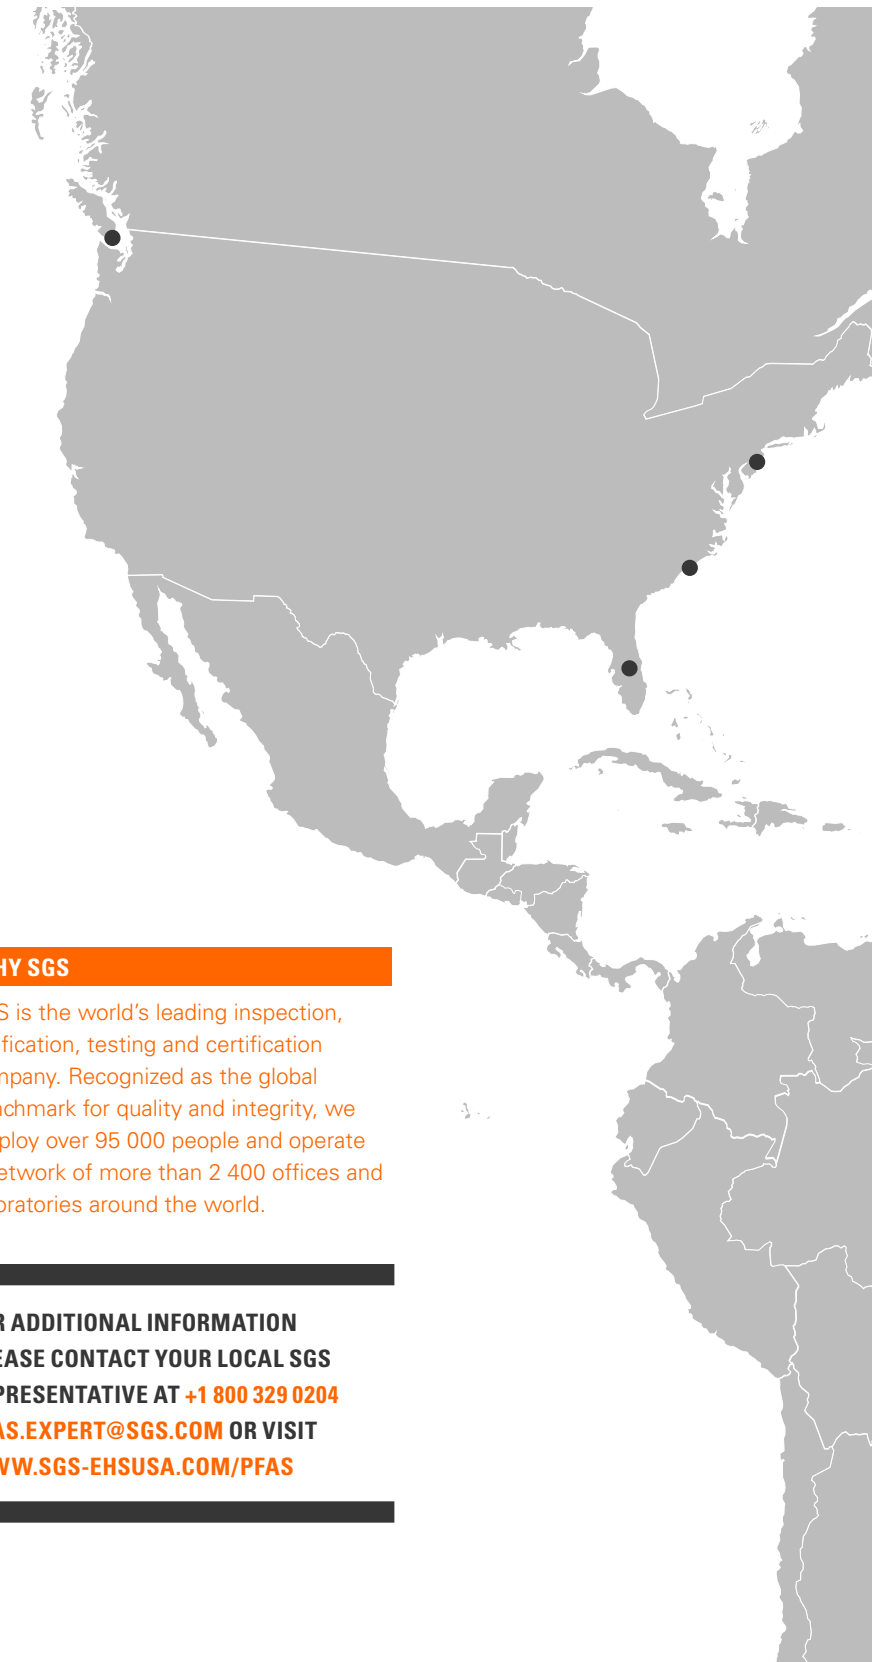 HY SGS
S is the world’s leading inspection,
fication, testing and certification
mpany. Recognized as the global
nchmark for quality and integrity, we
ploy over 95 000 people and operate
etwork of more than 2 400 offices and
oratories around the world.
R ADDITIONAL INFORMATION
EASE CONTACT YOUR LOCAL SGS
PRESENTATIVE AT +1 800 329 0204
AS.EXPERT@SGS.COM OR VISIT
WW.SGS-EHSUSA.COM/PFAS